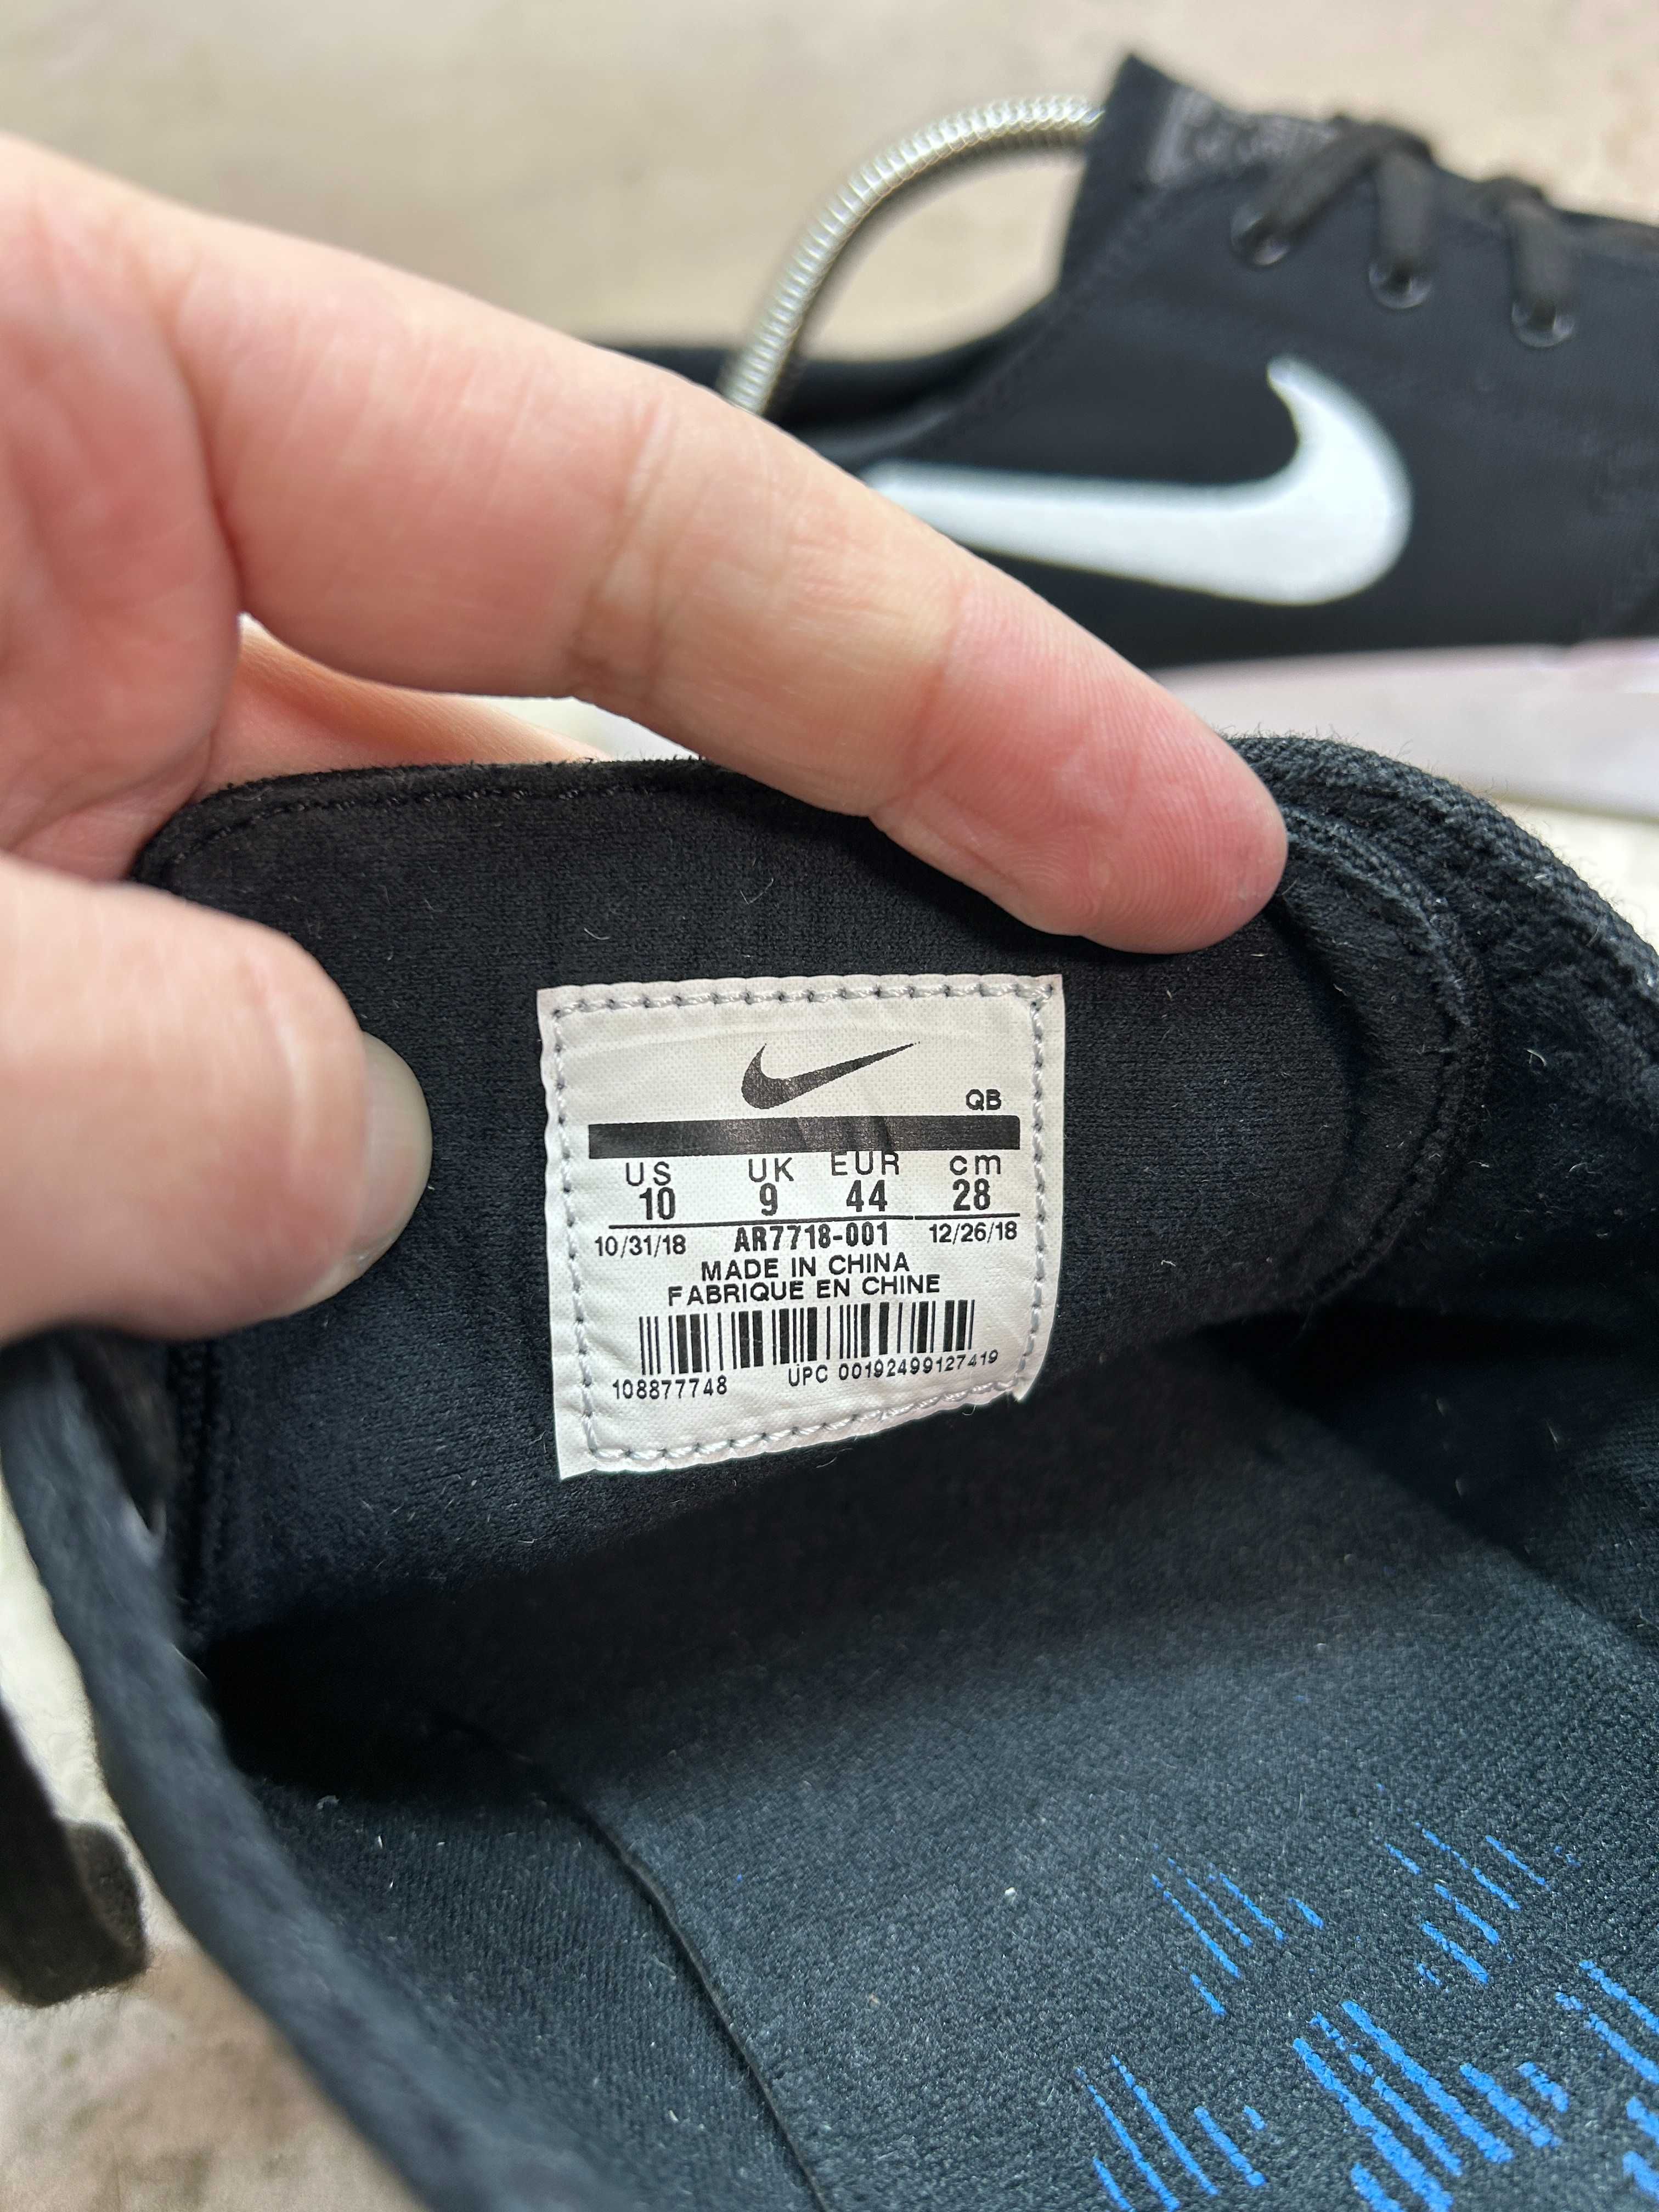 QB
US UK EUR cm
10 9 44 28
10/31/18 AR7718-001 12/26/18
MADE IN CHINA
FABRIQUE EN CHINE
108877748 UPC 00192499127419